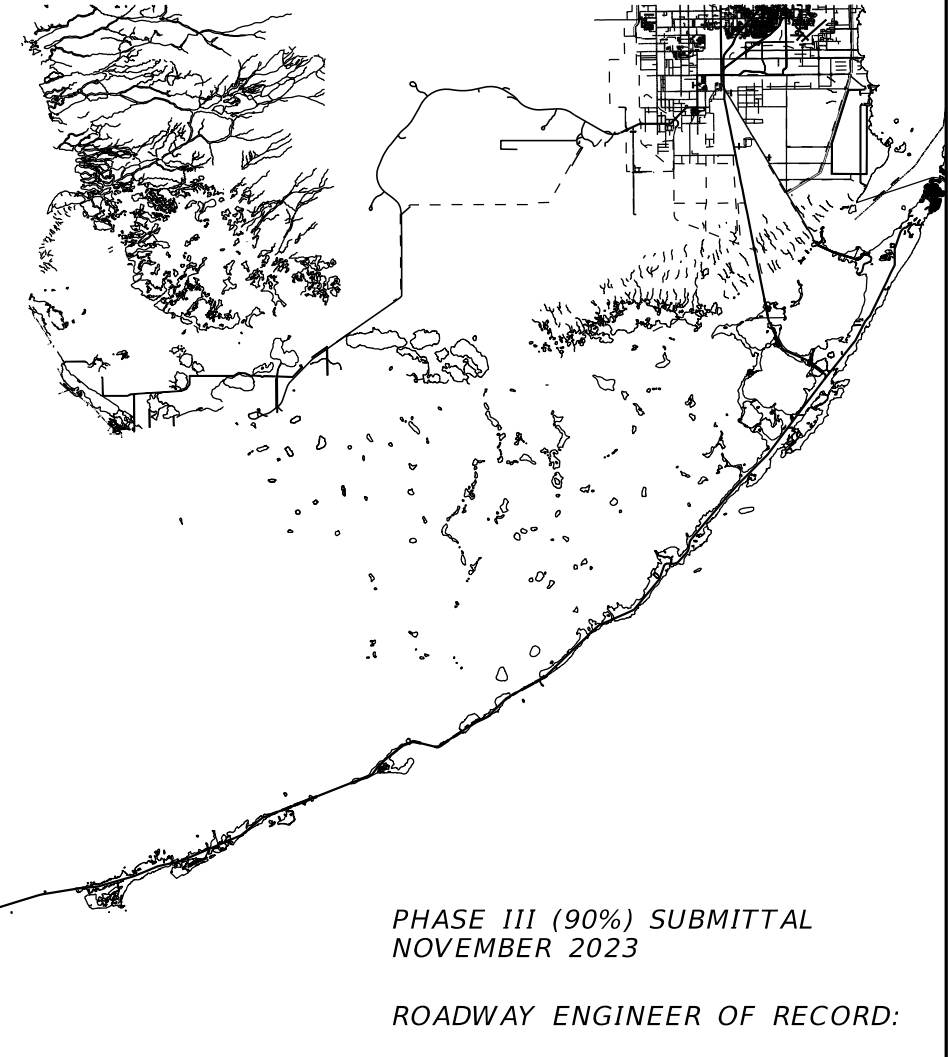 PHASE III (90%) SUBMITTAL
NOVEMBER 2023
ROADWAY ENGINEER OF RECORD: